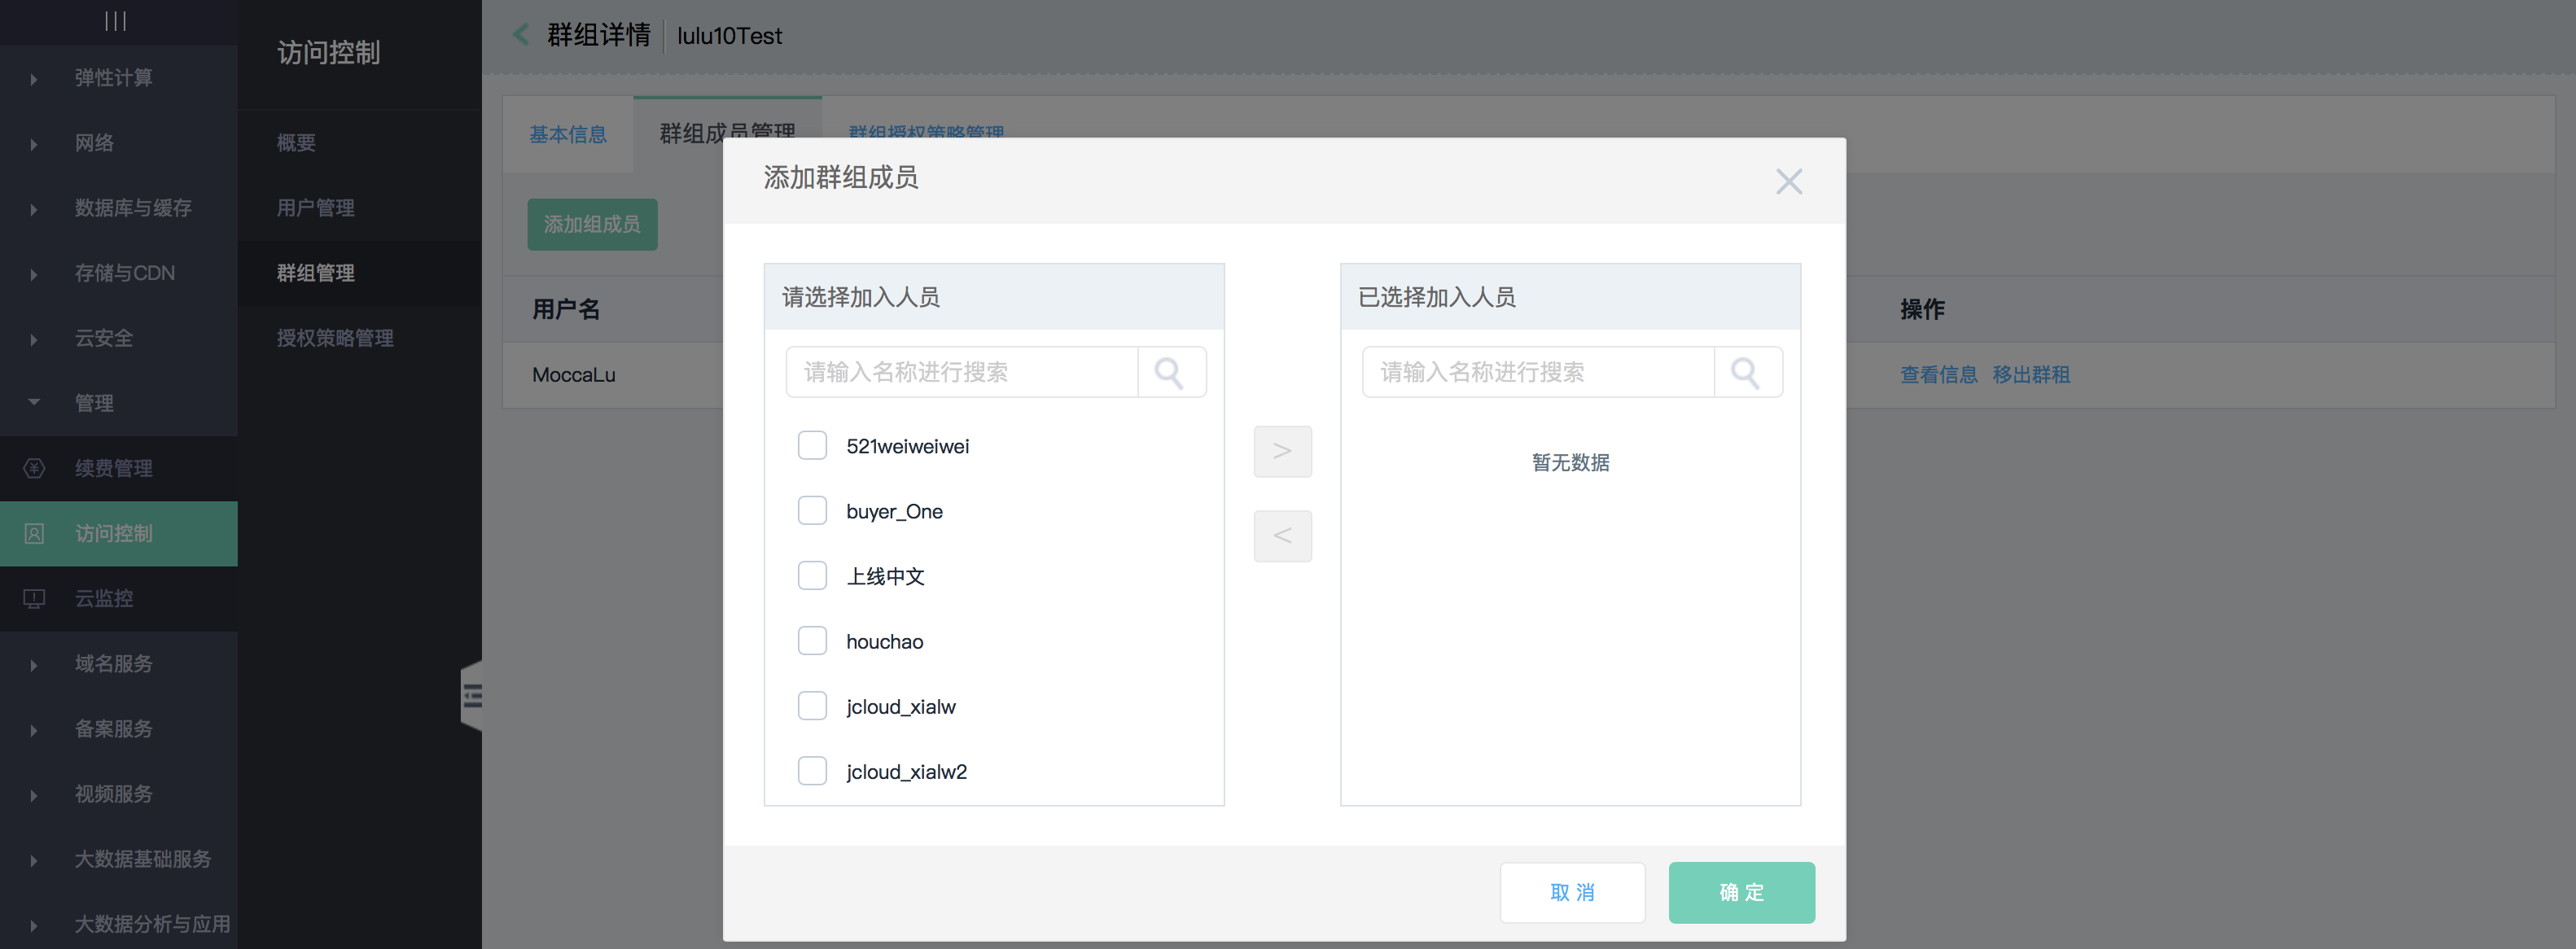 弹性计算
网络
数据库与缓存
存储与CDN
云安全
管理
续费管理
访问控制
云监控
域名服务
备案服务
视频服务
大数据基础服务
大数据分析与应用
访问控制
概要
用户管理
群组管理
授权策略管理
群组详情 lulu10Test
基本信息 群组成员管理 群组授权策略管理
添加组成员
用户名 操作
MoccaLu 查看信息 移出群租
添加群组成员
请选择加入人员
请输入名称进行搜索
521weiweiwei
buyer_One
上线中文
houchao
jcloud_xialw
jcloud_xialw2
>
<
已选择加入人员
请输入名称进行搜索
暂无数据
取 消 确 定